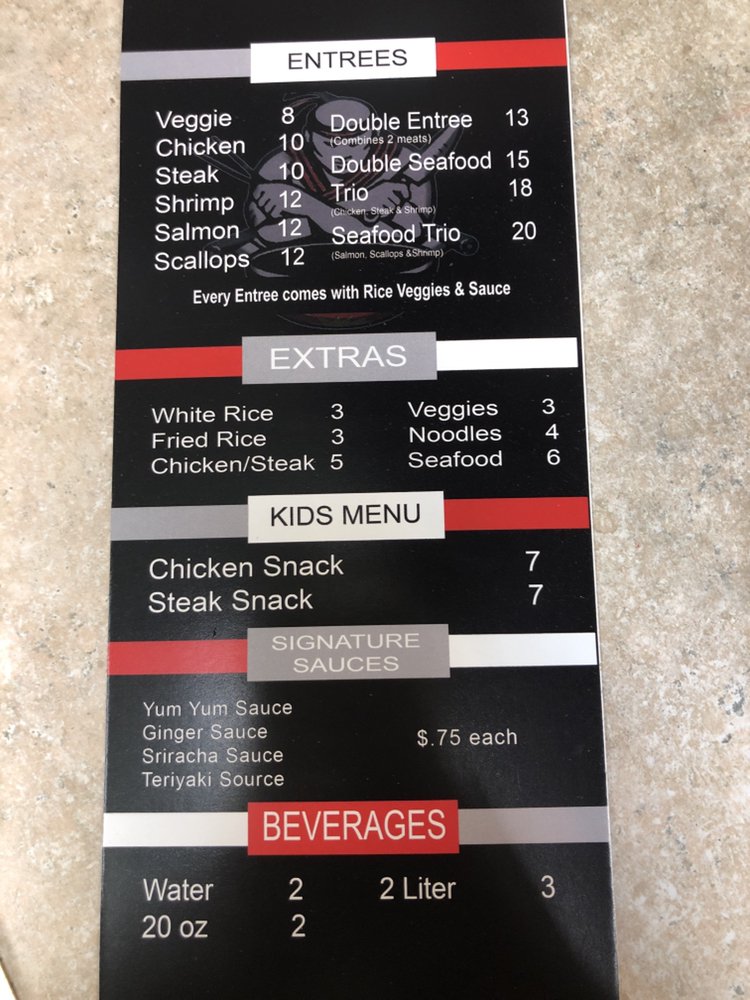 ENTREES
Veggie 8
Chicken 10
Steak 10
Shrimp 12
Salmon 12
Scallops 12
Double Entree 13
(Combines 2 meats)
Double Seafood 15
Trio 18
(Chicken, Steak & Shrimp)
Seafood Trio 20
(Salmon, Scallops &Shrimp)
Every Entree comes with Rice Veggies & Sauce
EXTRAS
White Rice 3
Fried Rice 3
Chicken/Steak 5
Veggies 3
Noodles 4
Seafood 6
KIDS MENU
Chicken Snack 7
Steak Snack 7
SIGNATURE
SAUCES
Yum Yum Sauce
Ginger Sauce
Sriracha Sauce
Teriyaki Source
$.75 each
BEVERAGES
Water 2
20 oz 2
2 Liter 3